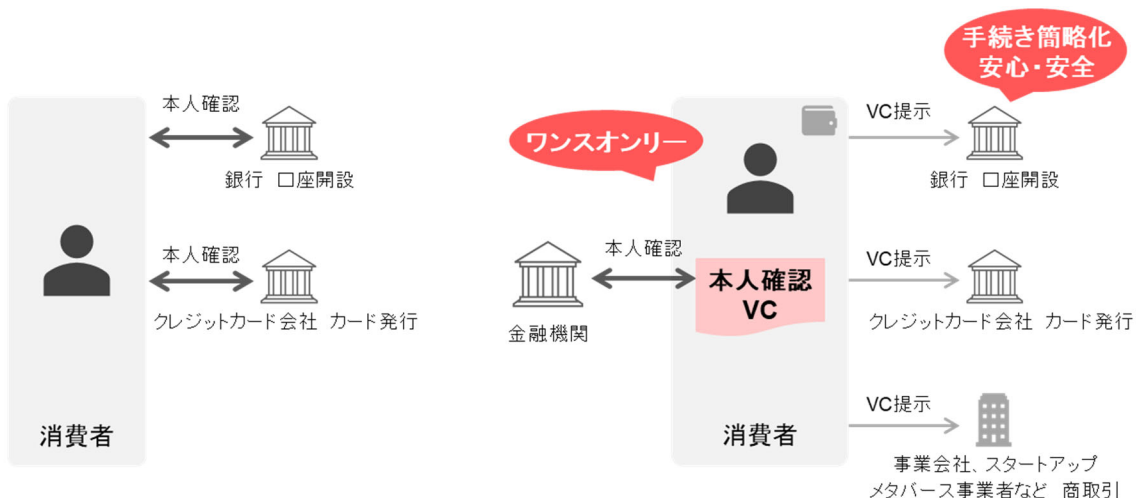 本人確認
銀行 口座開設
本人確認
クレジットカード会社 カード発行
消費者
ワンスオンリー
金融機関
本人確認
本人確認
VC
消費者
手続き簡略化
安心・安全
VC提示
銀行 口座開設
VC提示
クレジットカード会社 カード発行
VC提示
事業会社、スタートアップ
メタバース事業者など 商取引